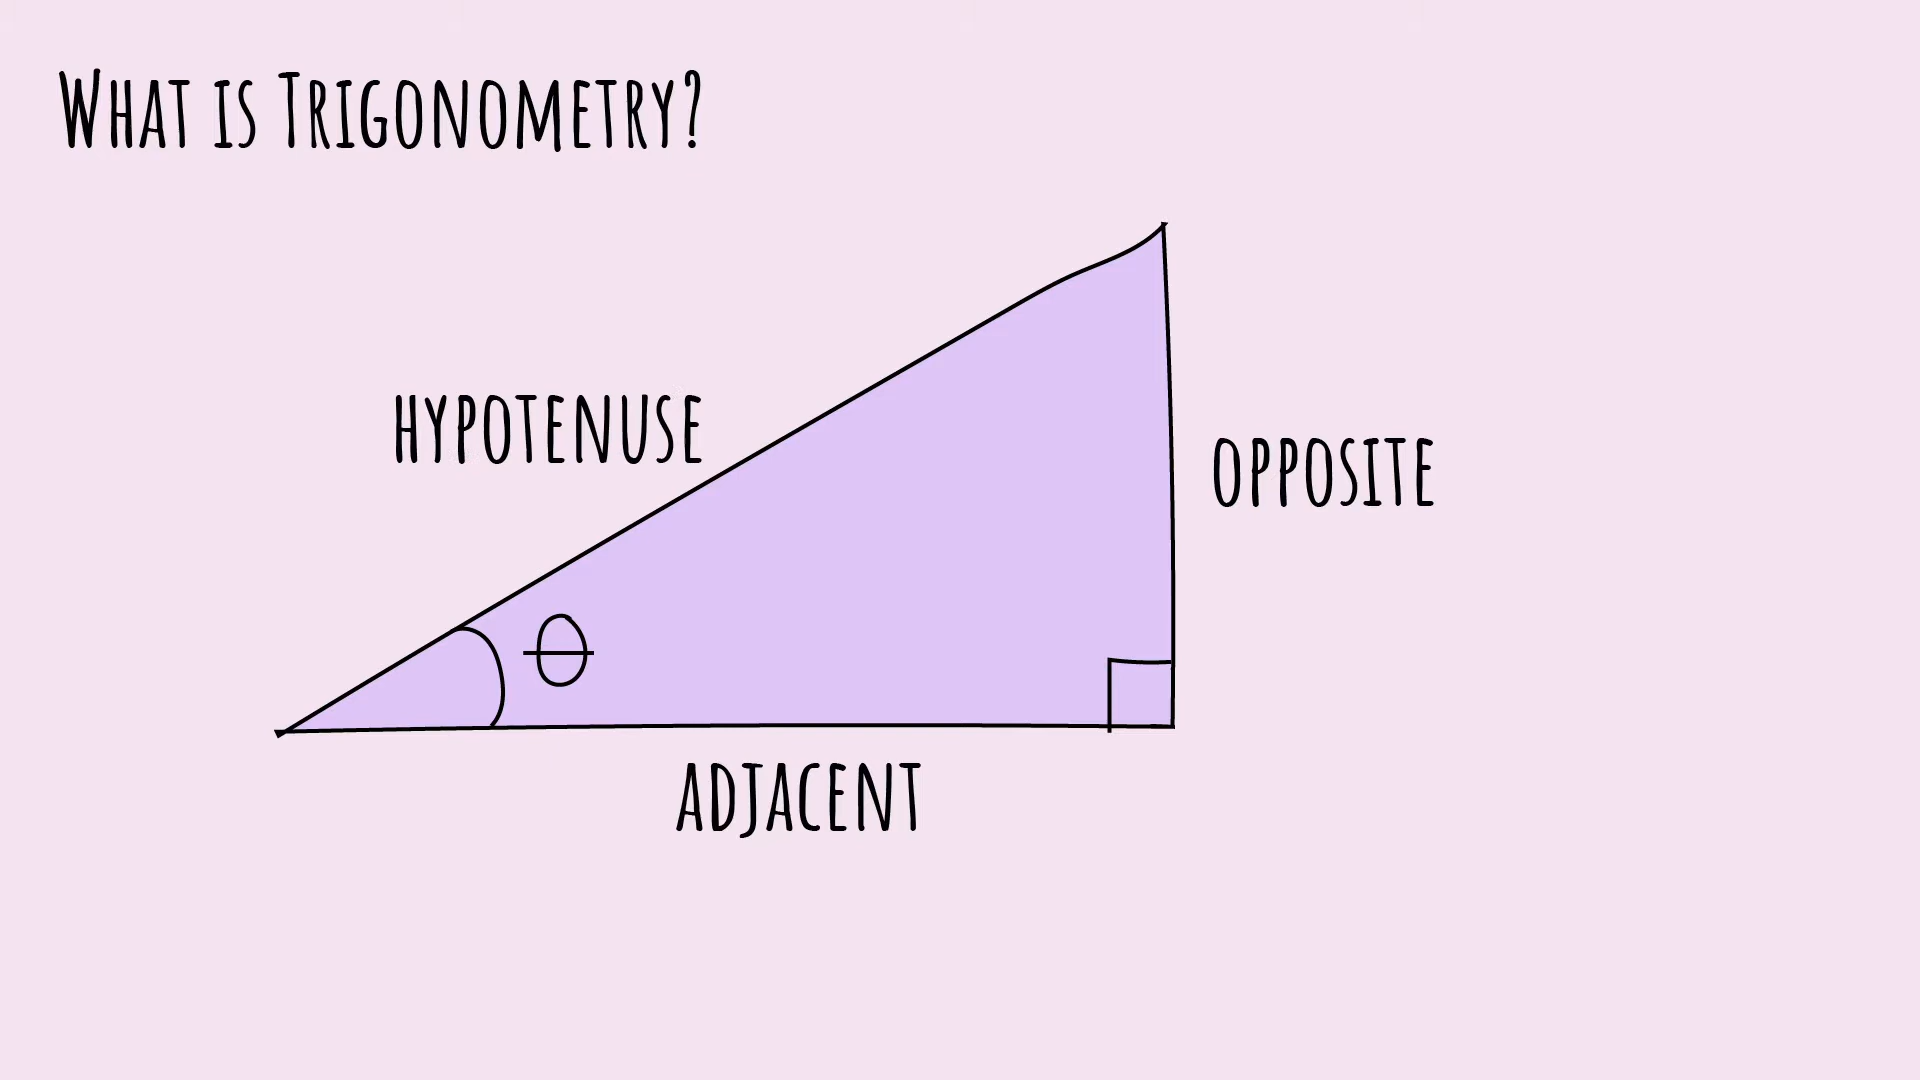 What is Trigonometry?
hypotenuse
opposite
θ
adjacent